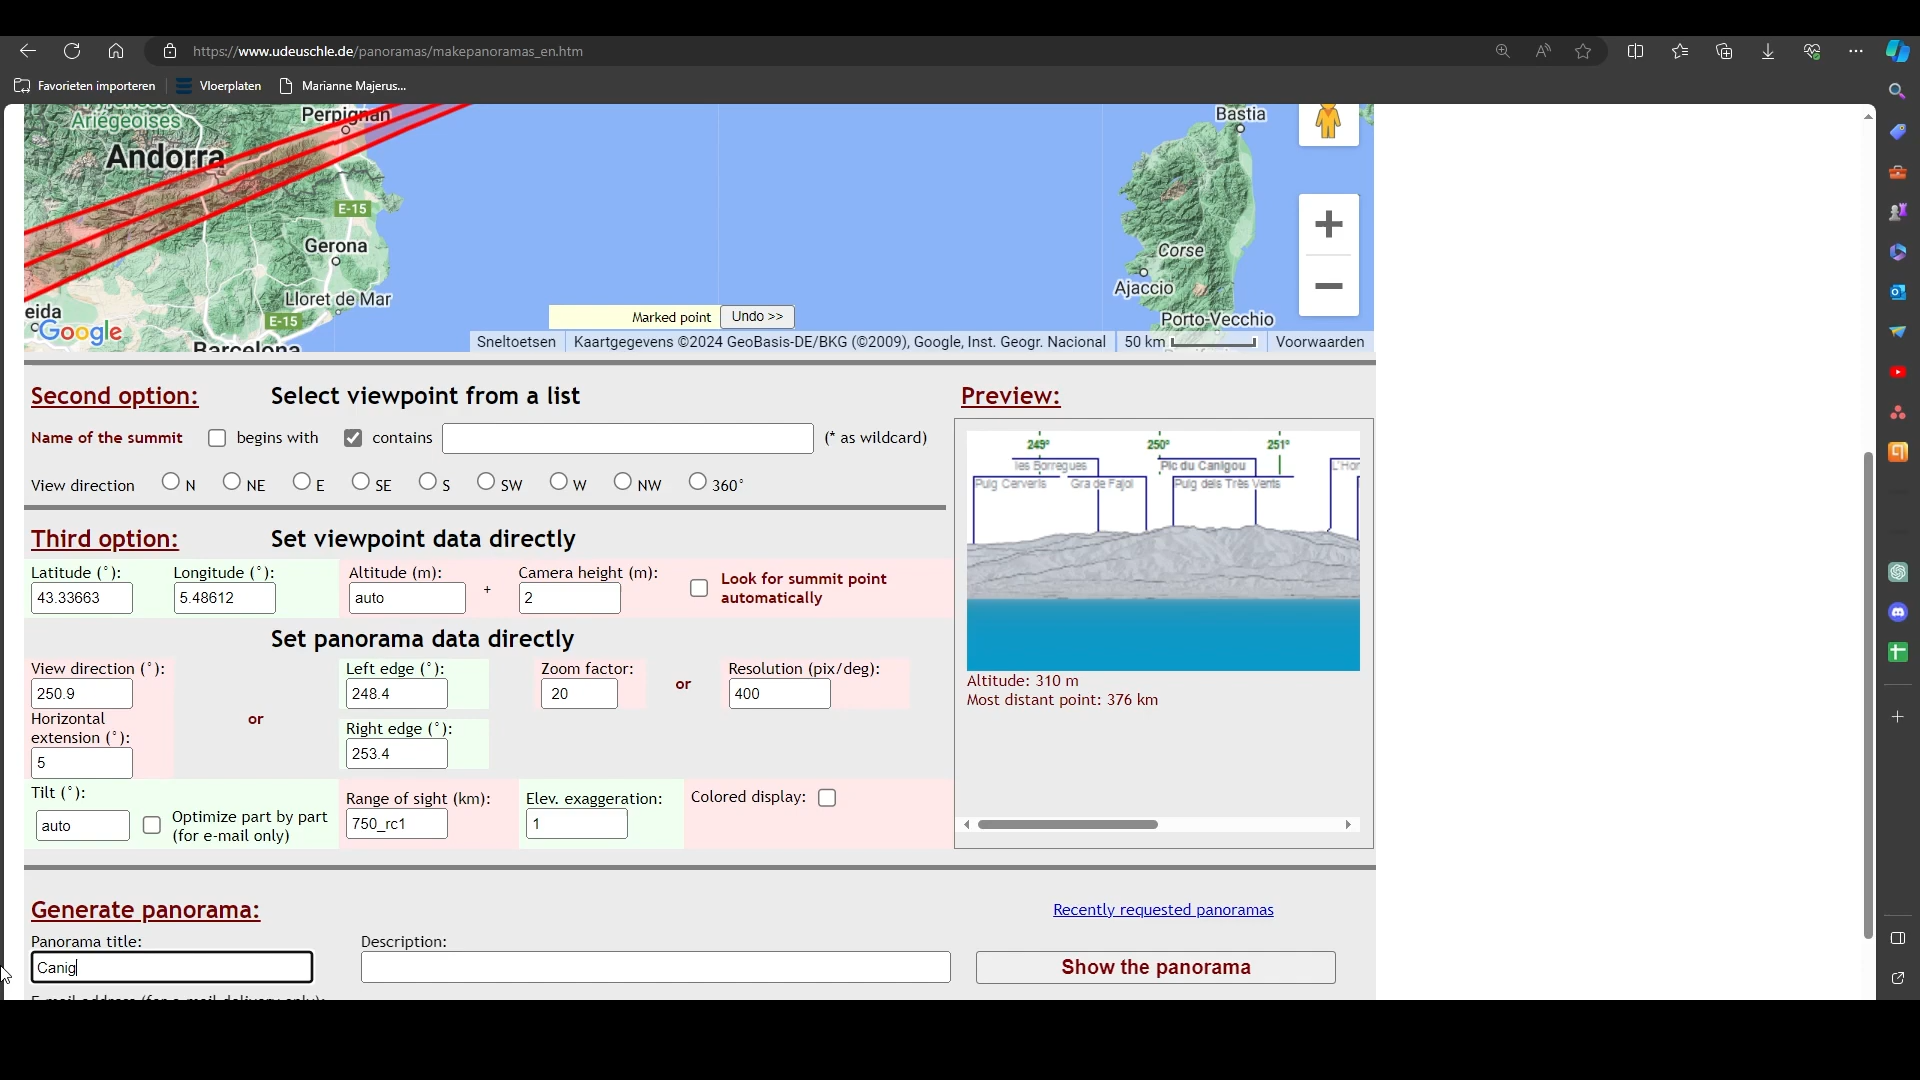 https://www.udeuschle.de/panoramas/makepanoramas_en.htm
Favorieten importeren
Vloerplaten
Marianne Majerus...
Ariégeoises
Perpignan
Bastia
Andorra
E-15
Gerona
Corse
Ajaccio
Lloret de Mar
eida
Marked point
Undo >>
Porto-Vecchio
E-15
Google
Barcelona
Sneltoetsen
Kaartgegevens ©2024 GeoBasis-DE/BKG (©2009), Google, Inst. Geogr. Nacional
50 km
Voorwaarden
Second option:
Select viewpoint from a list
Preview:
Name of the summit
begins with
contains
(* as wildcard)
View direction
N
NE
E
SE
S
SW
W
NW
360°
249°
250°
251°
les Borregues
Pic du Canigou
L'Hor
Puig Cerverís
Gra de Fajol
Puig dels Très Vents
Third option:
Set viewpoint data directly
Latitude (°):
Longitude (°):
Altitude (m):
Camera height (m):
Look for summit point
automatically
43.33663
5.48612
auto
+
2
Set panorama data directly
View direction (°):
Left edge (°):
Zoom factor:
or
Resolution (pix/deg):
250.9
248.4
20
400
Altitude: 310 m
Most distant point: 376 km
Horizontal
extension (°):
or
Right edge (°):
5
253.4
Tilt (°):
auto
Optimize part by part
(for e-mail only)
Range of sight (km):
750_rc1
Elev. exaggeration:
1
Colored display:
Generate panorama:
Recently requested panoramas
Panorama title:
Description:
Canig
Show the panorama